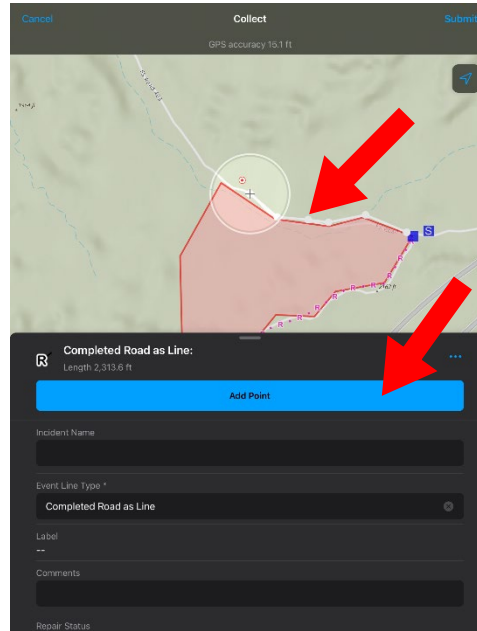 Cancel Collect Submit
GPS accuracy 15.1 ft
S
R R R R R
R
Completed Road as Line:
Length 2,313.6 ft
Add Point
Incident Name
Event Line Type *
Completed Road as Line
Label
--
Comments
Repair Status